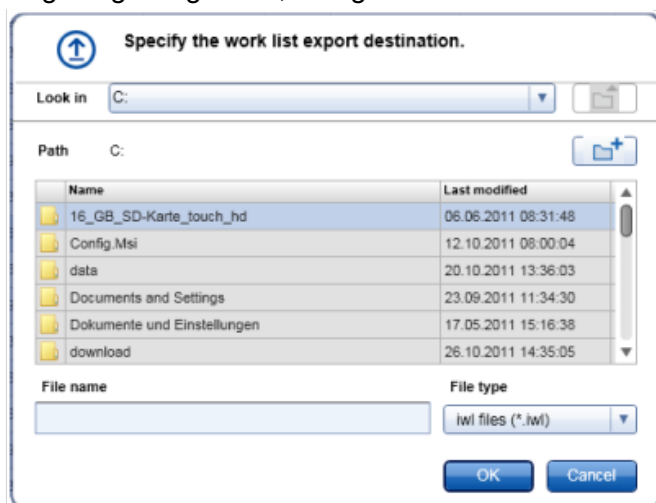 Specify the work list export destination.
Look in C:
Path C:
Name Last modified
16_GB_SD-Karte_touch_hd 06.06.2011 08:31:48
Config.Msi 12.10.2011 08:00:04
data 20.10.2011 13:36:03
Documents and Settings 23.09.2011 11:34:30
Dokumente und Einstellungen 17.05.2011 15:16:38
download 26.10.2011 14:35:05
File name File type
iwl files (*.iwl)
OK Cancel